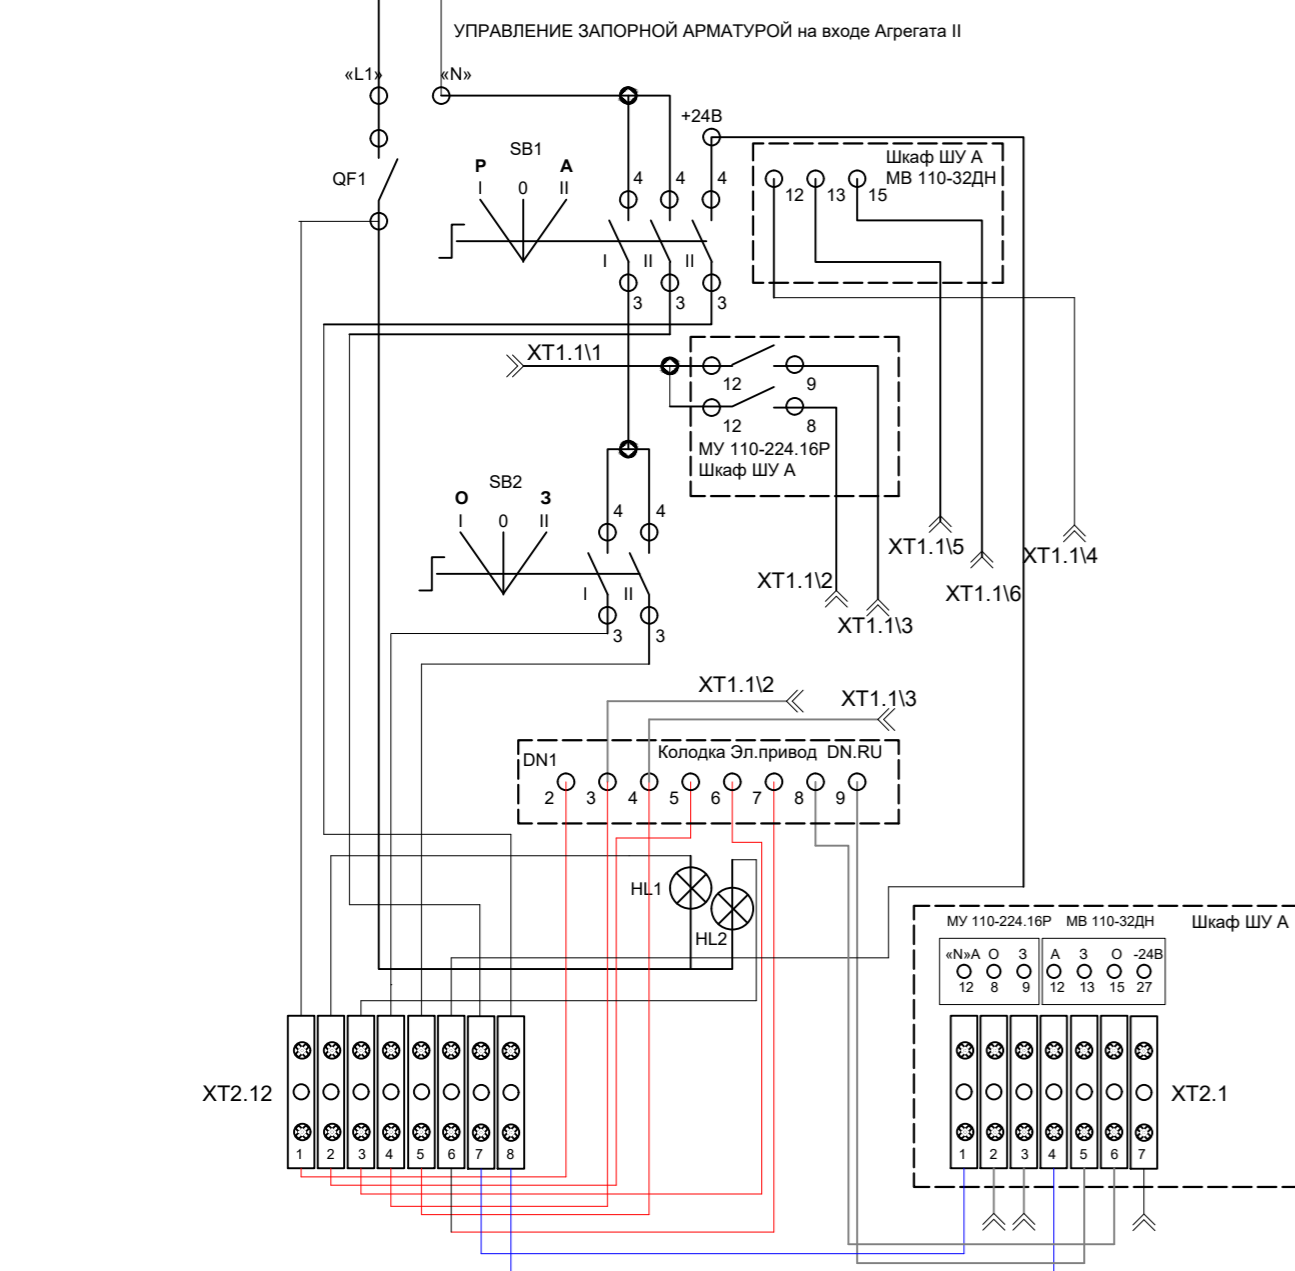 УПРАВЛЕНИЕ ЗАПОРНОЙ АРМАТУРОЙ на входе Агрегата II
«L1» «N»
+24В
SB1
Р А
I 0 II
QF1
4 4 4
I II II
3 3 3
Шкаф ШУ А
МВ 110-32ДН
12 13 15
XT1.1\1
12 9
12 8
МУ 110-224.16Р
Шкаф ШУ А
SB2
О З
I 0 II
4 4
I II
3 3
XT1.1\5
XT1.1\4
XT1.1\2
XT1.1\6
XT1.1\3
XT1.1\2
XT1.1\3
DN1
Колодка Эл.привод DN.RU
2 3 4 5 6 7 8 9
HL1
HL2
МУ 110-224.16Р МВ 110-32ДН Шкаф ШУ А
«N»А О З А З О -24В
12 8 9 12 13 15 27
XT2.12
1 2 3 4 5 6 7 8
XT2.1
1 2 3 4 5 6 7